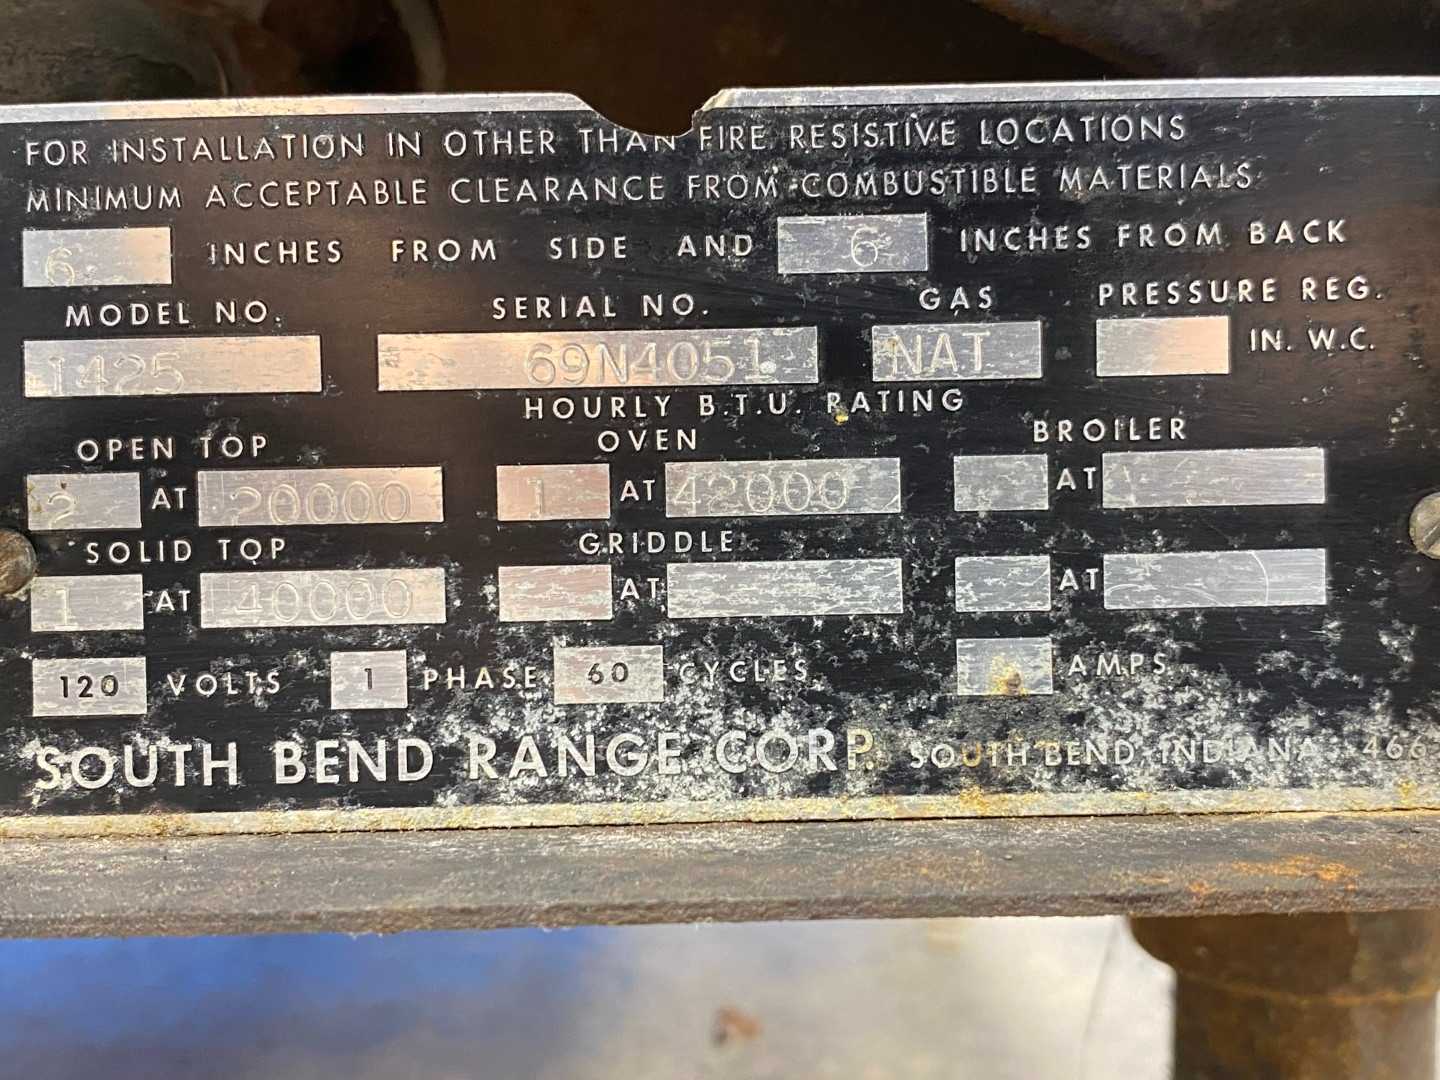 FOR INSTALLATION IN OTHER THAN FIRE RESISTIVE LOCATIONS
MINIMUM ACCEPTABLE CLEARANCE FROM COMBUSTIBLE MATERIALS
6 INCHES FROM SIDE AND 6 INCHES FROM BACK
MODEL NO. SERIAL NO. GAS PRESSURE REG.
1425 69N4051 NAT IN. W.C.
HOURLY B.T.U. RATING
OPEN TOP OVEN BROILER
2 AT 20000 1 AT 42000 AT
SOLID TOP GRIDDLE
1 AT 40000 AT AT
120 VOLTS 1 PHASE 60 CYCLES AMPS
SOUTH BEND RANGE CORP. SOUTH BEND, INDIANA 466